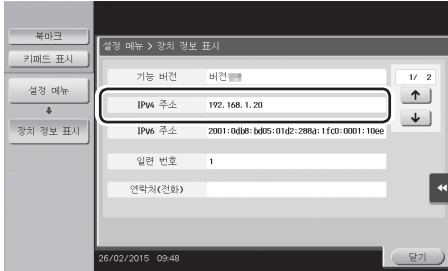 북마크
키패드 표시
설정 메뉴
장치 정보 표시
설정 메뉴 > 장치 정보 표시
기능 버전 버전
1/ 2
IPv4 주소 192.168.1.20
IPv6 주소 2001:0db8:bd05:01d2:288a:1fc0:0001:10ee
일련 번호 1
연락처(전화)
26/02/2015 09:48
닫기